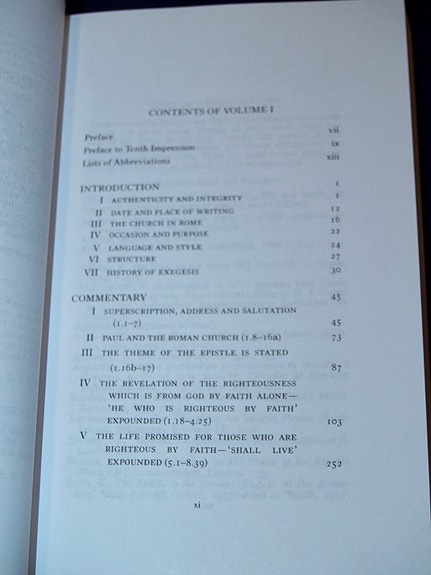 CONTENTS OF VOLUME I
Preface vii
Preface to Tenth Impression ix
Lists of Abbreviations xiii
INTRODUCTION 1
I AUTHENTICITY AND INTEGRITY 1
II DATE AND PLACE OF WRITING 12
III THE CHURCH IN ROME 16
IV OCCASION AND PURPOSE 22
V LANGUAGE AND STYLE 24
VI STRUCTURE 27
VII HISTORY OF EXEGESIS 30
COMMENTARY 45
I SUPERSCRIPTION, ADDRESS AND SALUTATION
(1.1–7) 45
II PAUL AND THE ROMAN CHURCH (1.8–16a) 73
III THE THEME OF THE EPISTLE IS STATED
(1.16b–17) 87
IV THE REVELATION OF THE RIGHTEOUSNESS
WHICH IS FROM GOD BY FAITH ALONE—
'HE WHO IS RIGHTEOUS BY FAITH'
EXPOUNDED (1.18–4.25) 103
V THE LIFE PROMISED FOR THOSE WHO ARE
RIGHTEOUS BY FAITH—'SHALL LIVE'
EXPOUNDED (5.1–8.39) 252
xi